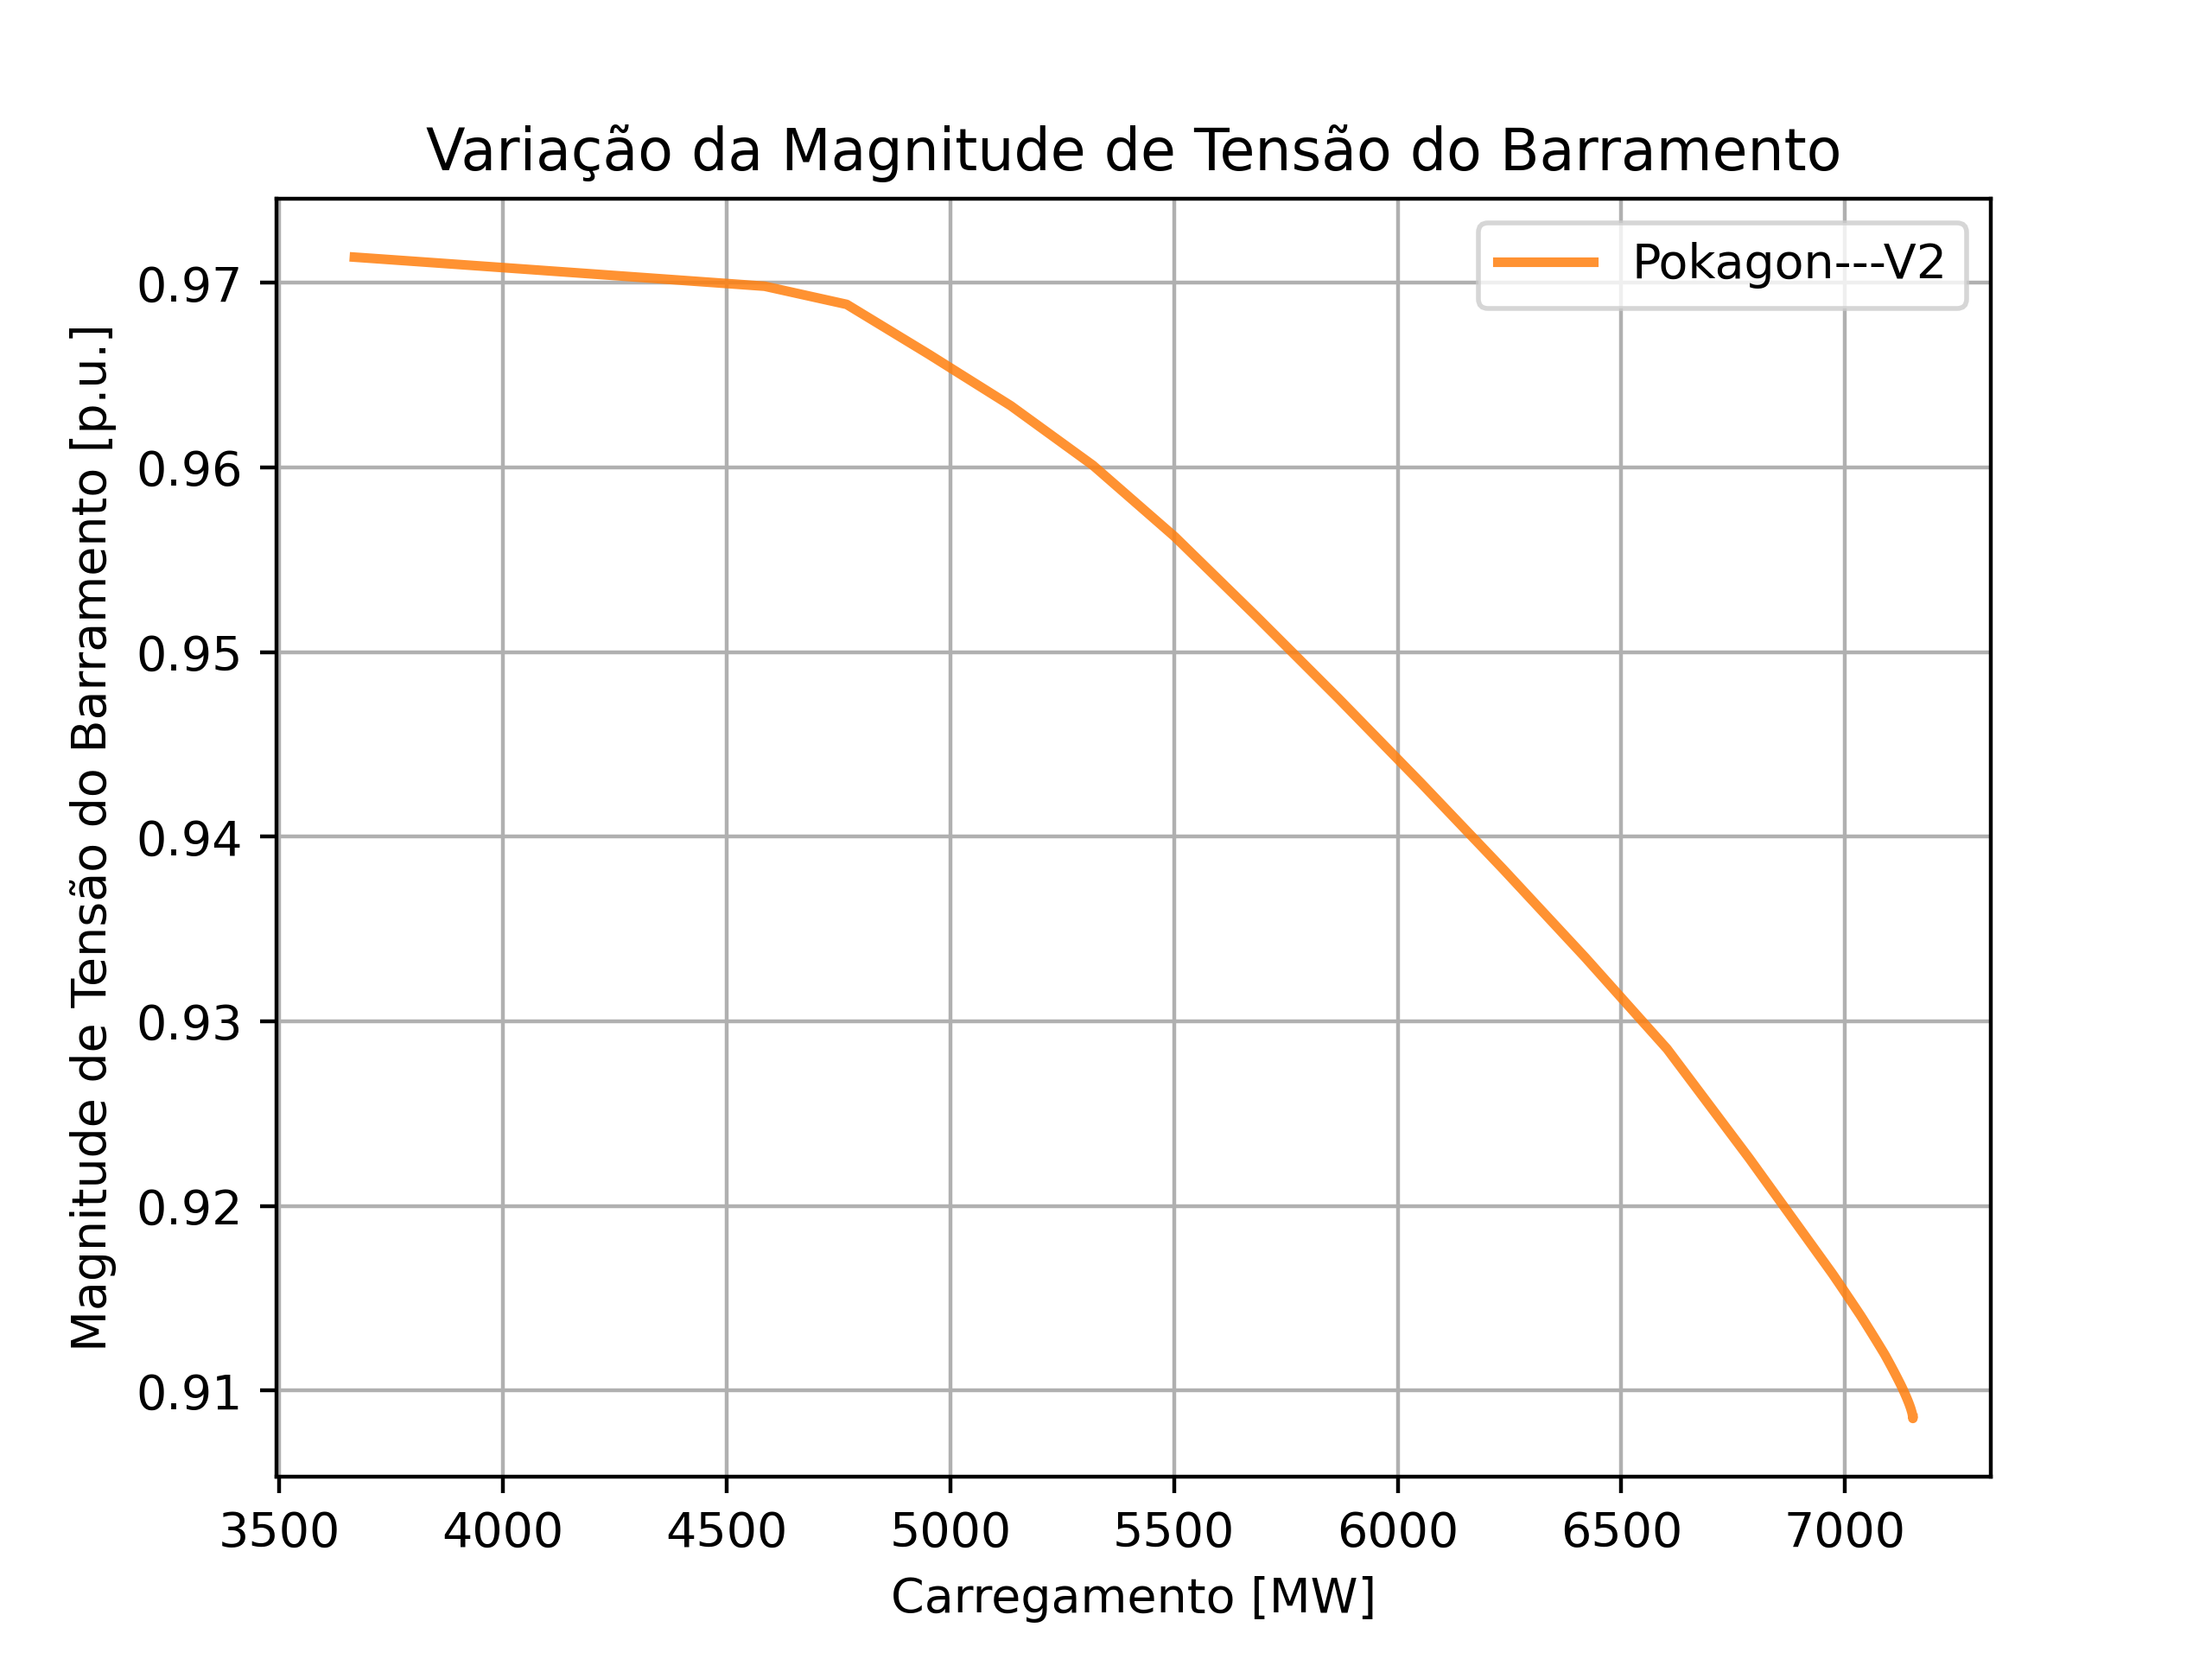 Variação da Magnitude de Tensão do Barramento
Pokagon---V2
Magnitude de Tensão do Barramento [p.u.]
0.97
0.96
0.95
0.94
0.93
0.92
0.91
3500 4000 4500 5000 5500 6000 6500 7000
Carregamento [MW]